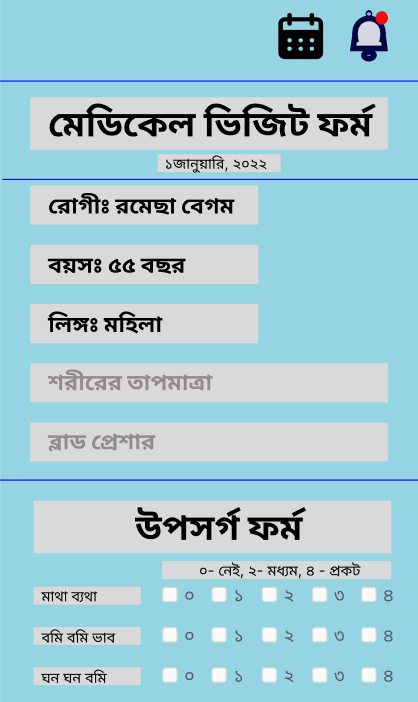 মেডিকেল ভিজিট ফর্ম
১জানুয়ারি, ২০২২
রোগীঃ রমেছা বেগম
বয়সঃ ৫৫ বছর
লিঙ্গঃ মহিলা
শরীরের তাপমাত্রা
ব্লাড প্রেশার
উপসর্গ ফর্ম
০- নেই, ২- মধ্যম, ৪ - প্রকট
মাথা ব্যথা ০ ১ ২ ৩ ৪
বমি বমি ভাব ০ ১ ২ ৩ ৪
ঘন ঘন বমি ০ ১ ২ ৩ ৪